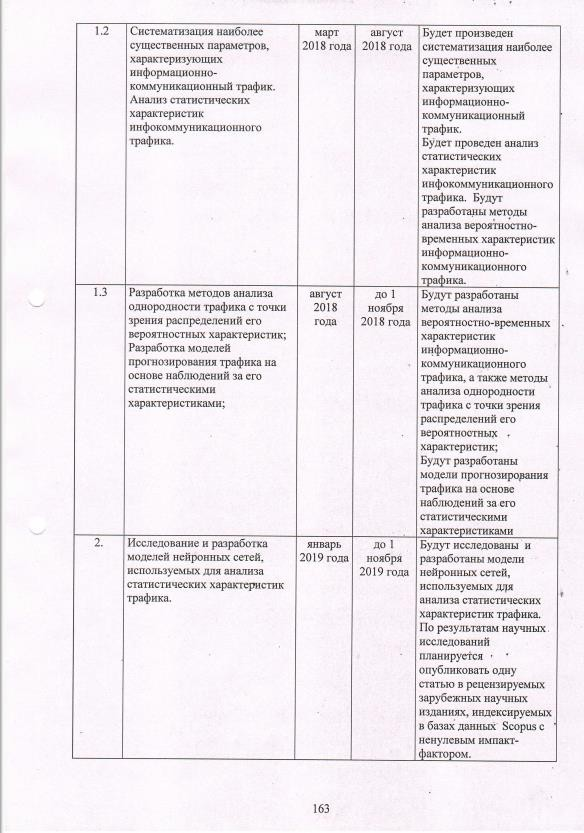 1.2
Систематизация наиболее
существенных параметров,
характеризующих
информационно-
коммуникационный трафик.
Анализ статистических
характеристик
инфокоммуникационного
трафика.
март
2018 года
август
2018 года
Будет произведен
систематизация наиболее
существенных
параметров,
характеризующих
информационно-
коммуникационный
трафик.
Будет проведен анализ
статистических
характеристик
инфокоммуникационного
трафика. Будут
разработаны методы
анализа вероятностно-
временных характеристик
информационно-
коммуникационного
трафика.
1.3
Разработка методов анализа
однородности трафика с точки
зрения распределений его
вероятностных характеристик;
Разработка моделей
прогнозирования трафика на
основе наблюдений за его
статистическими
характеристиками;
август
2018
года
до 1
ноября
2018 года
Будут разработаны
методы анализа
вероятностно-временных
характеристик
информационно-
коммуникационного
трафика, а также методы
анализа однородности
трафика с точки зрения
распределений его
вероятностных
характеристик;
Будут разработаны
модели прогнозирования
трафика на основе
наблюдений за его
статистическими
характеристиками
2.
Исследование и разработка
моделей нейронных сетей,
используемых для анализа
статистических характеристик
трафика.
январь
2019 года
до 1
ноября
2019 года
Будут исследованы и
разработаны модели
нейронных сетей,
используемых для
анализа статистических
характеристик трафика.
По результатам научных
исследований
планируется
опубликовать одну
статью в рецензируемых
зарубежных научных
изданиях, индексируемых
в базах данных Scopus с
ненулевым импакт-
фактором.
163